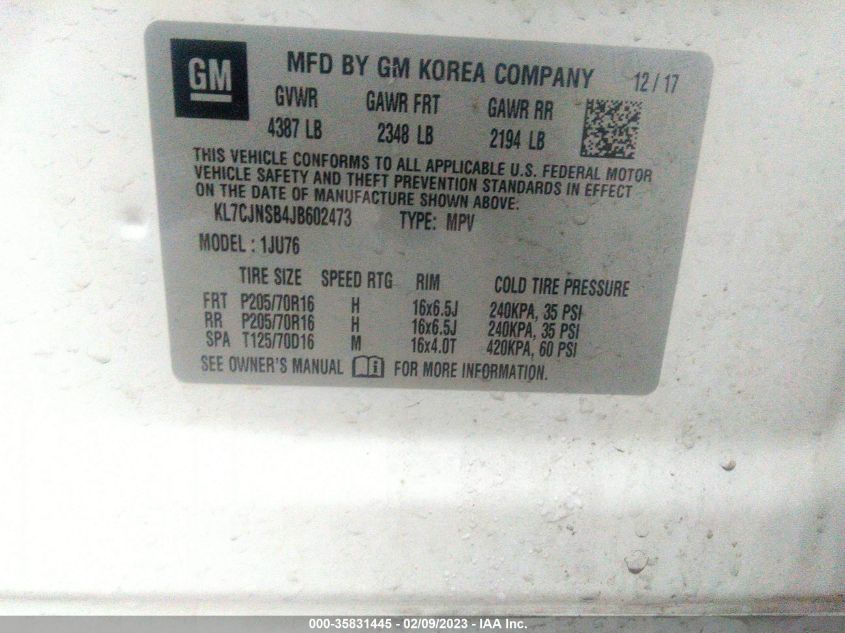 GM
MFD BY GM KOREA COMPANY 12/17
GVWR GAWR FRT GAWR RR
4387 LB 2348 LB 2194 LB
THIS VEHICLE CONFORMS TO ALL APPLICABLE U.S. FEDERAL MOTOR
VEHICLE SAFETY AND THEFT PREVENTION STANDARDS IN EFFECT
ON THE DATE OF MANUFACTURE SHOWN ABOVE.
KL7CJNSB4JB602473 TYPE: MPV
MODEL : 1JU76
TIRE SIZE SPEED RTG RIM COLD TIRE PRESSURE
FRT P205/70R16 H 16x6.5J 240KPA, 35 PSI
RR P205/70R16 H 16x6.5J 240KPA, 35 PSI
SPA T125/70D16 M 16x4.0T 420KPA, 60 PSI
SEE OWNER'S MANUAL FOR MORE INFORMATION.
000-35831445 - 02/09/2023 - IAA Inc.